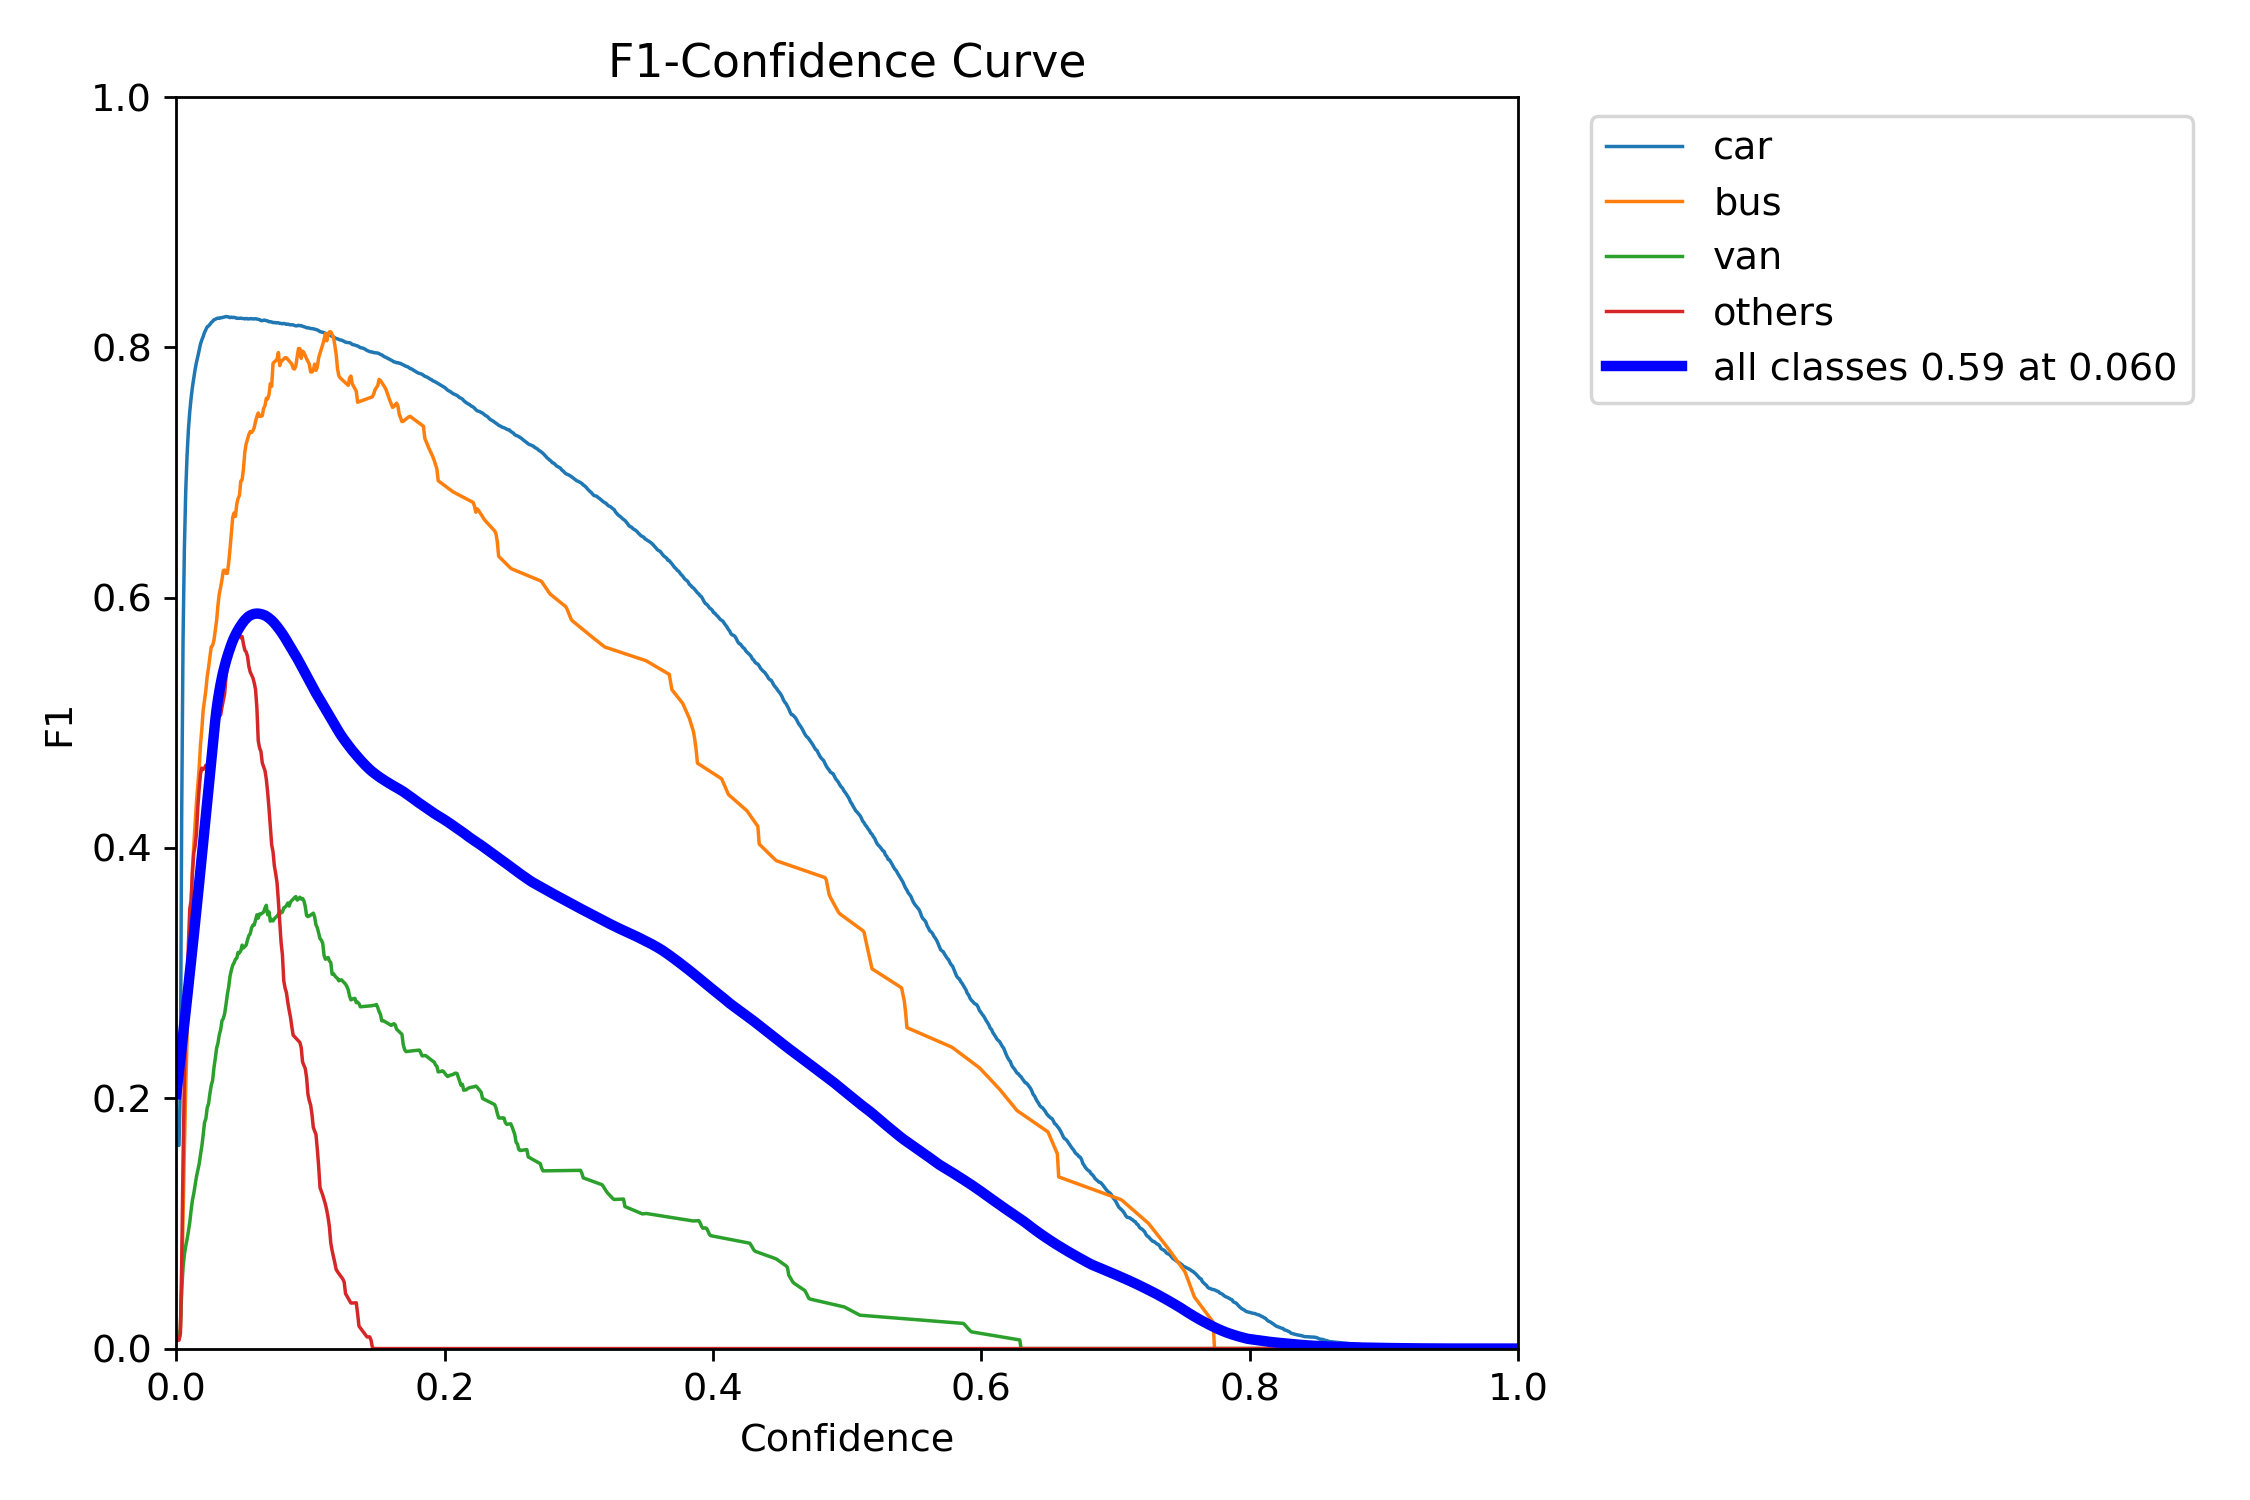 F1-Confidence Curve
1.0
0.8
0.6
0.4
0.2
0.0
F1
0.0 0.2 0.4 0.6 0.8 1.0
Confidence
car
bus
van
others
all classes 0.59 at 0.060